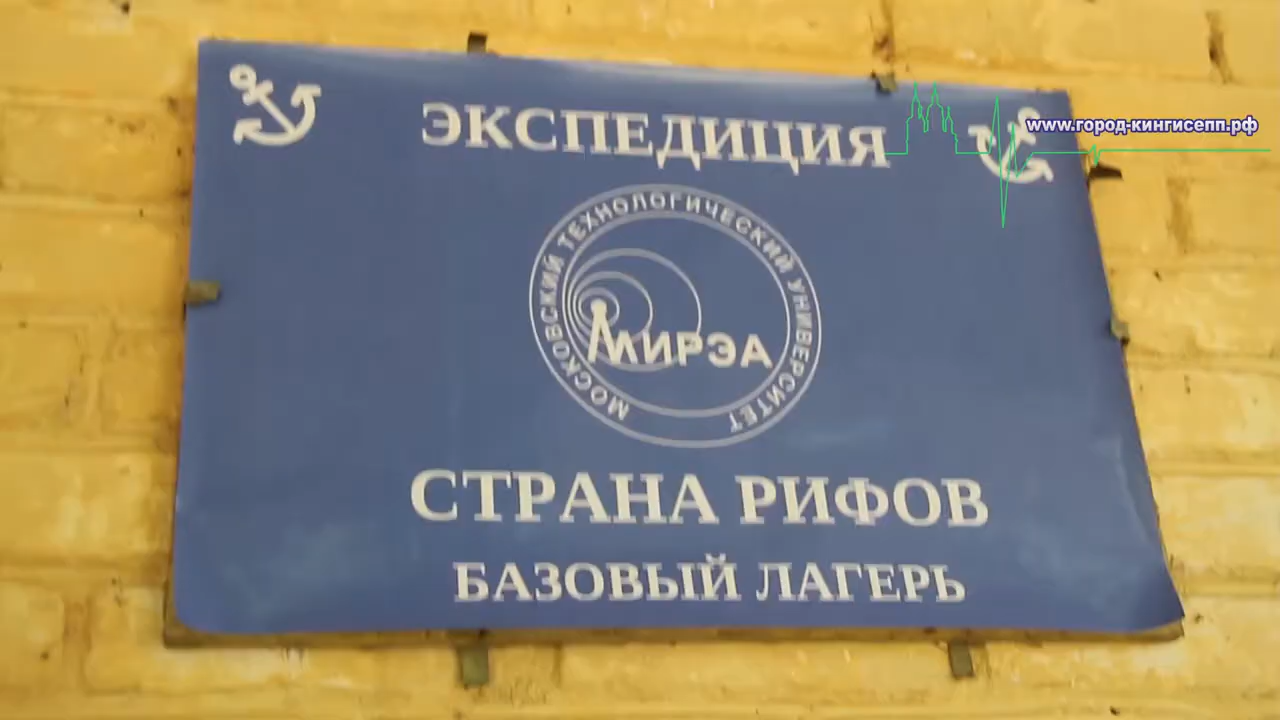 ЭКСПЕДИЦИЯ
www.город-кингисепп.рф
МОСКОВСКИЙ ТЕХНОЛОГИЧЕСКИЙ УНИВЕРСИТЕТ
МИРЭА
СТРАНА РИФОВ
БАЗОВЫЙ ЛАГЕРЬ